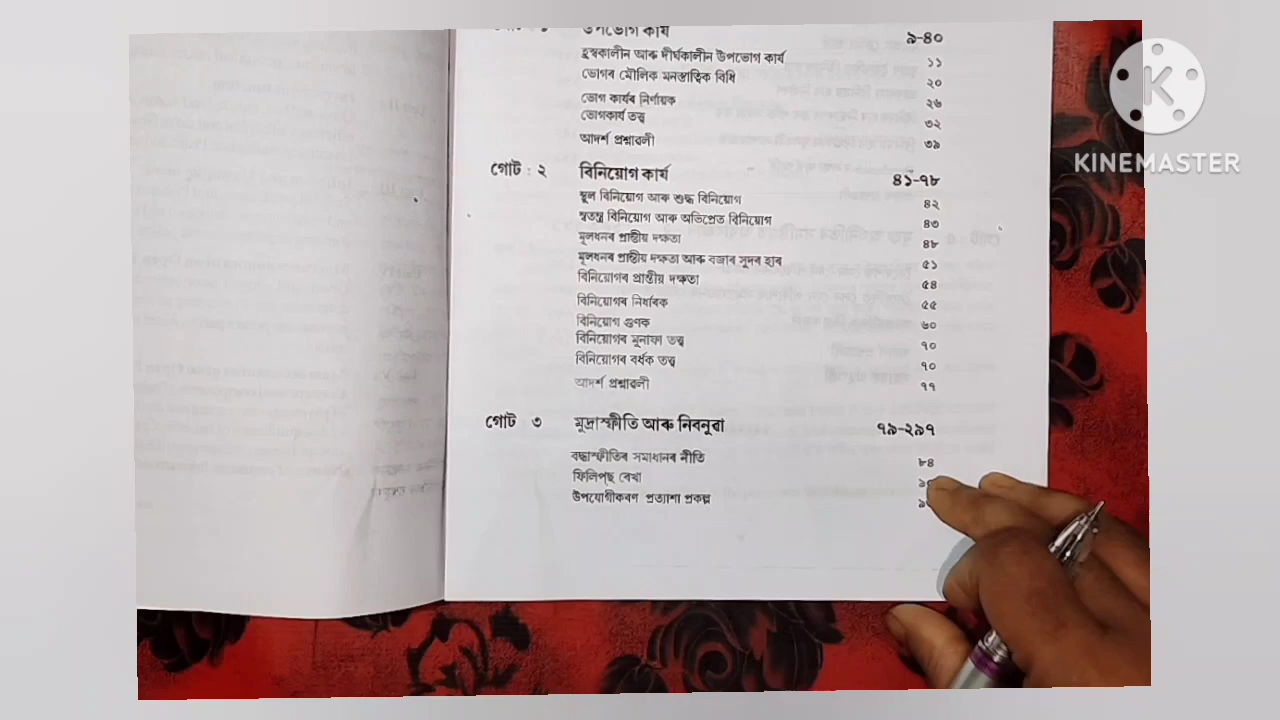 উপভোগ কাৰ্য ৯-৪০
হ্ৰস্বকালীন আৰু দীৰ্ঘকালীন উপভোগ কাৰ্য ১১
ভোগৰ মৌলিক মনস্তাত্বিক বিধি ২০
ভোগ কাৰ্যৰ নিৰ্ণায়ক ২৬
ভোগকাৰ্য তত্ত্ব ৩২
আদৰ্শ প্ৰশ্নাৱলী ৩৯
গোট : ২ বিনিয়োগ কাৰ্য ৪১-৭৮
স্থূল বিনিয়োগ আৰু শুদ্ধ বিনিয়োগ ৪২
স্বতন্ত্ৰ বিনিয়োগ আৰু অভিপ্ৰেত বিনিয়োগ ৪৩
মূলধনৰ প্ৰান্তীয় দক্ষতা ৪৮
মূলধনৰ প্ৰান্তীয় দক্ষতা আৰু বজাৰ সুদৰ হাৰ ৫১
বিনিয়োগৰ প্ৰান্তীয় দক্ষতা ৫৪
বিনিয়োগৰ নিৰ্ধাৰক ৫৫
বিনিয়োগ গুণক ৬০
বিনিয়োগৰ মুনাফা তত্ত্ব ৭০
বিনিয়োগৰ বৰ্ধক তত্ত্ব ৭০
আদৰ্শ প্ৰশ্নাৱলী ৭৭
গোট ৩ মুদ্ৰাস্ফীতি আৰু নিবনুৱা ৭৯-২৯৭
বদ্ধাস্ফীতিৰ সমাধানৰ নীতি ৮৪
ফিলিপ্‌ছ ৰেখা
উপযোগীকৰণ প্ৰত্যাশা প্ৰকল্প
K
KINEMASTER